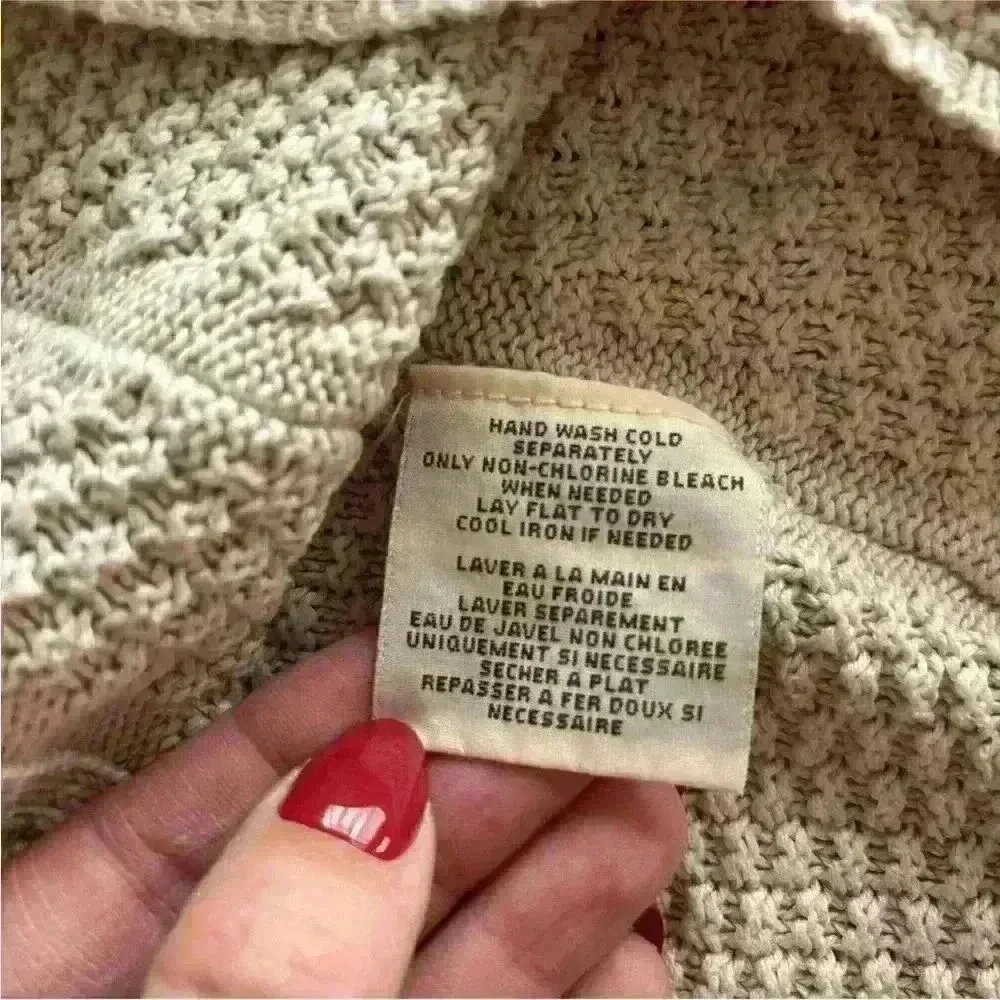 HAND WASH COLD
SEPARATELY
ONLY NON-CHLORINE BLEACH
WHEN NEEDED
LAY FLAT TO DRY
COOL IRON IF NEEDED
LAVER A LA MAIN EN
EAU FROIDE
LAVER SEPAREMENT
EAU DE JAVEL NON CHLOREE
UNIQUEMENT SI NECESSAIRE
SECHER A PLAT
REPASSER A FER DOUX SI
NECESSAIRE